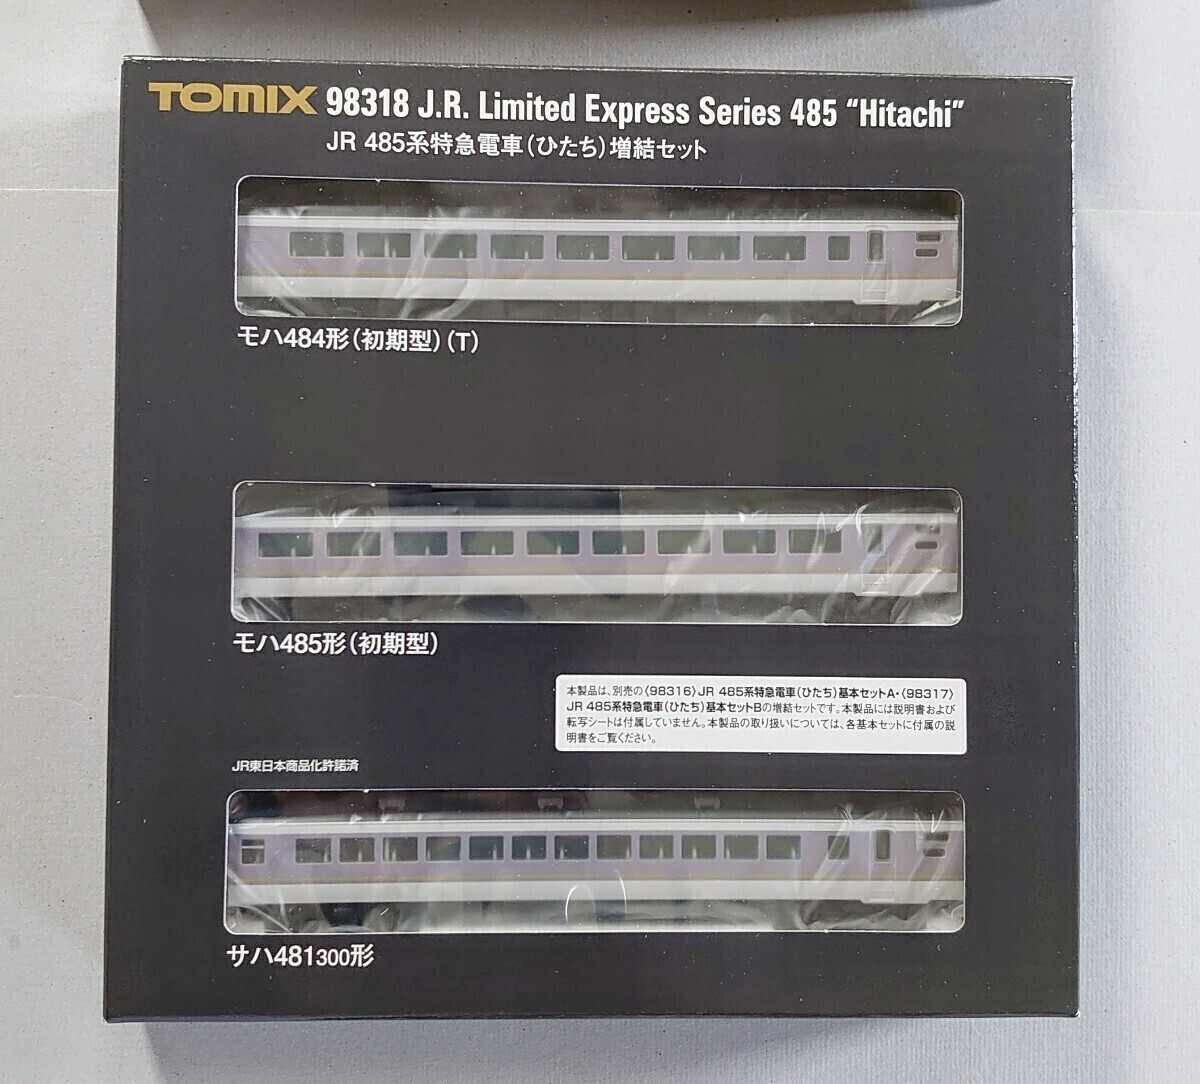 TOMIX 98318 J.R. Limited Express Series 485 “Hitachi”
JR 485系特急電車(ひたち)増結セット
モハ484形(初期型)(T)
モハ485形(初期型)
本製品は、別売の〈98316〉JR 485系特急電車(ひたち)基本セットA・〈98317〉
JR 485系特急電車(ひたち)基本セットBの増結セットです。本製品には説明書および
転写シートは付属していません。本製品の取り扱いについては、各基本セットに付属の説
明書をご覧ください。
JR東日本商品化許諾済
サハ481300形